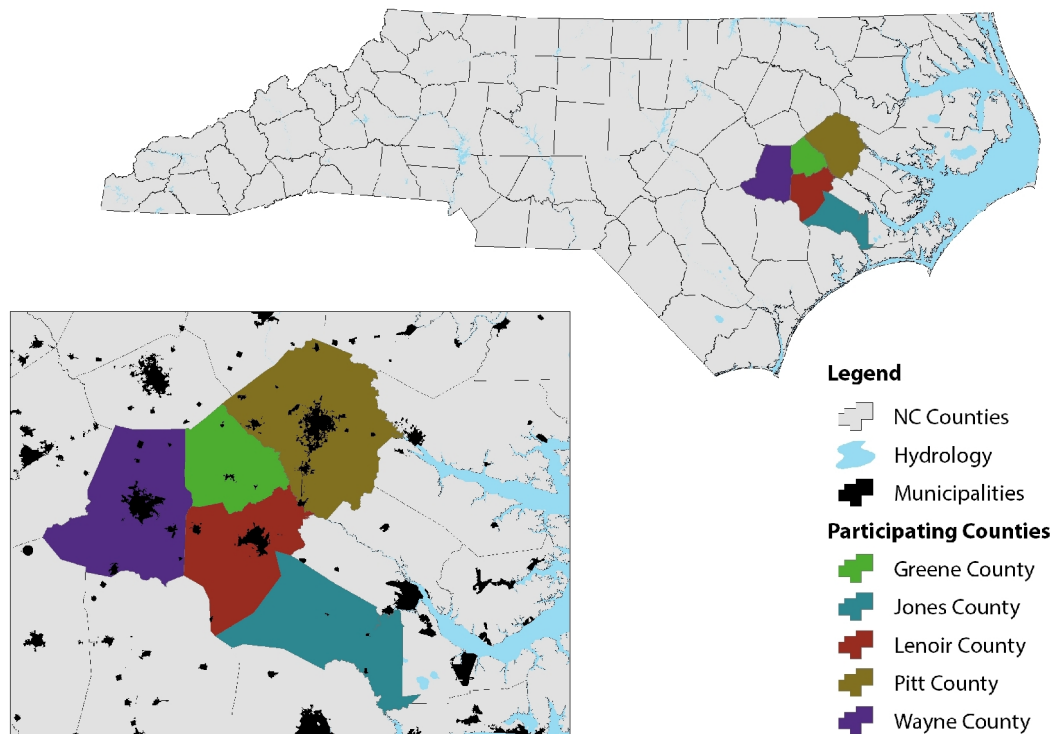 Legend
NC Counties
Hydrology
Municipalities
Participating Counties
Greene County
Jones County
Lenoir County
Pitt County
Wayne County